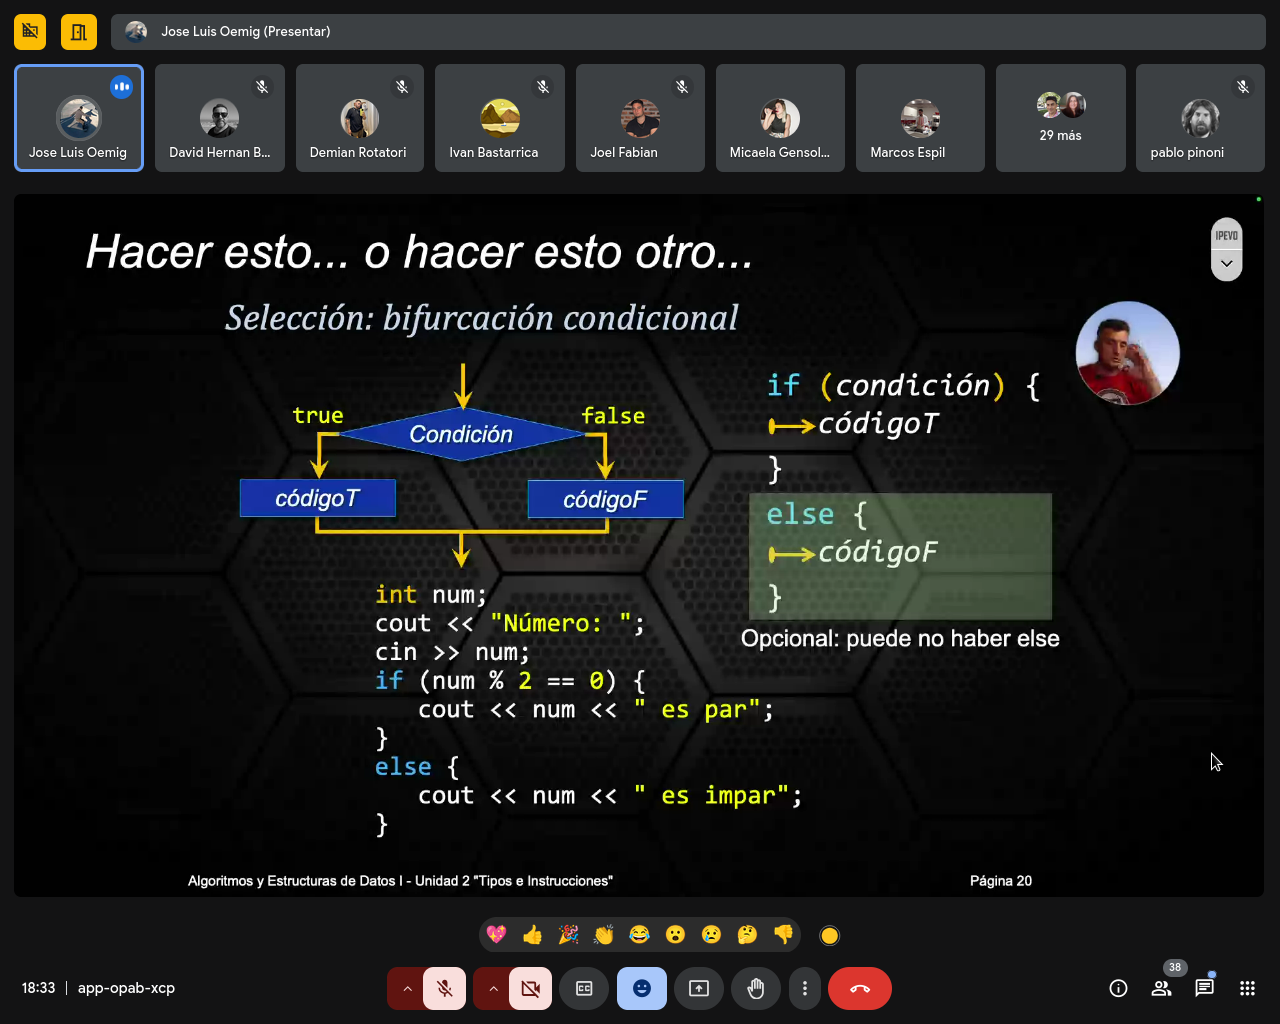 Jose Luis Oemig (Presentar)
Jose Luis Oemig
David Hernan B...
Demian Rotatori
Ivan Bastarrica
Joel Fabian
Micaela Gensol...
Marcos Espil
29 más
pablo pinoni
Hacer esto... o hacer esto otro...
IPEVO
Selección: bifurcación condicional
true
false
Condición
códigoT
códigoF
if (condición) {
códigoT
}
else {
códigoF
}
Opcional: puede no haber else
int num;
cout << "Número: ";
cin >> num;
if (num % 2 == 0) {
cout << num << " es par";
}
else {
cout << num << " es impar";
}
Algoritmos y Estructuras de Datos I - Unidad 2 "Tipos e Instrucciones"
Página 20
18:33 | app-opab-xcp
CC
38